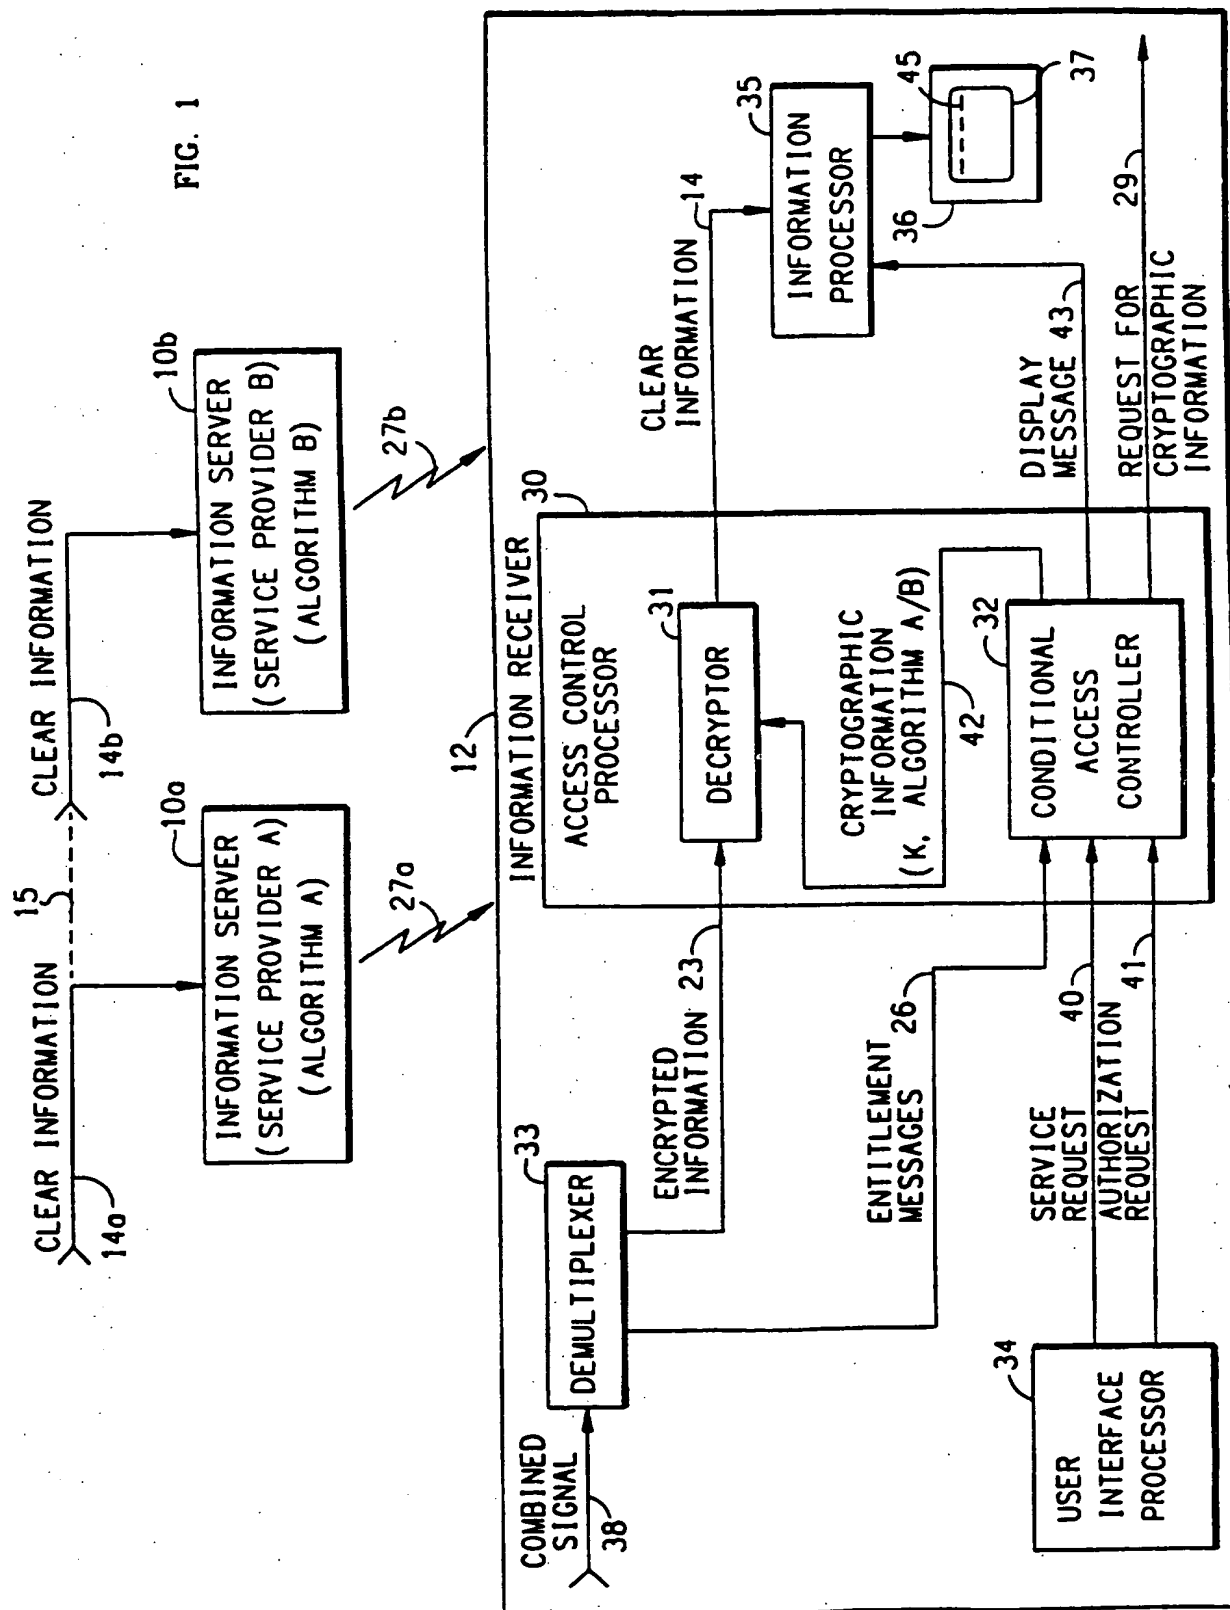 FIG. 1
CLEAR INFORMATION
14a
15
CLEAR INFORMATION
14b
10a
INFORMATION SERVER
(SERVICE PROVIDER A)
(ALGORITHM A)
10b
INFORMATION SERVER
(SERVICE PROVIDER B)
(ALGORITHM B)
27a
27b
12
INFORMATION RECEIVER
COMBINED
SIGNAL
38
33
DEMULTIPLEXER
ENCRYPTED
INFORMATION 23
ENTITLEMENT
MESSAGES
26
30
ACCESS CONTROL
PROCESSOR
31
DECRYPTOR
CRYPTOGRAPHIC
INFORMATION
(K, ALGORITHM A/B)
42
32
CONDITIONAL
ACCESS
CONTROLLER
CLEAR
INFORMATION
14
35
INFORMATION
PROCESSOR
36
45
37
DISPLAY
MESSAGE 43
REQUEST FOR
CRYPTOGRAPHIC
INFORMATION
29
34
USER
INTERFACE
PROCESSOR
SERVICE
REQUEST
40
AUTHORIZATION
REQUEST
41